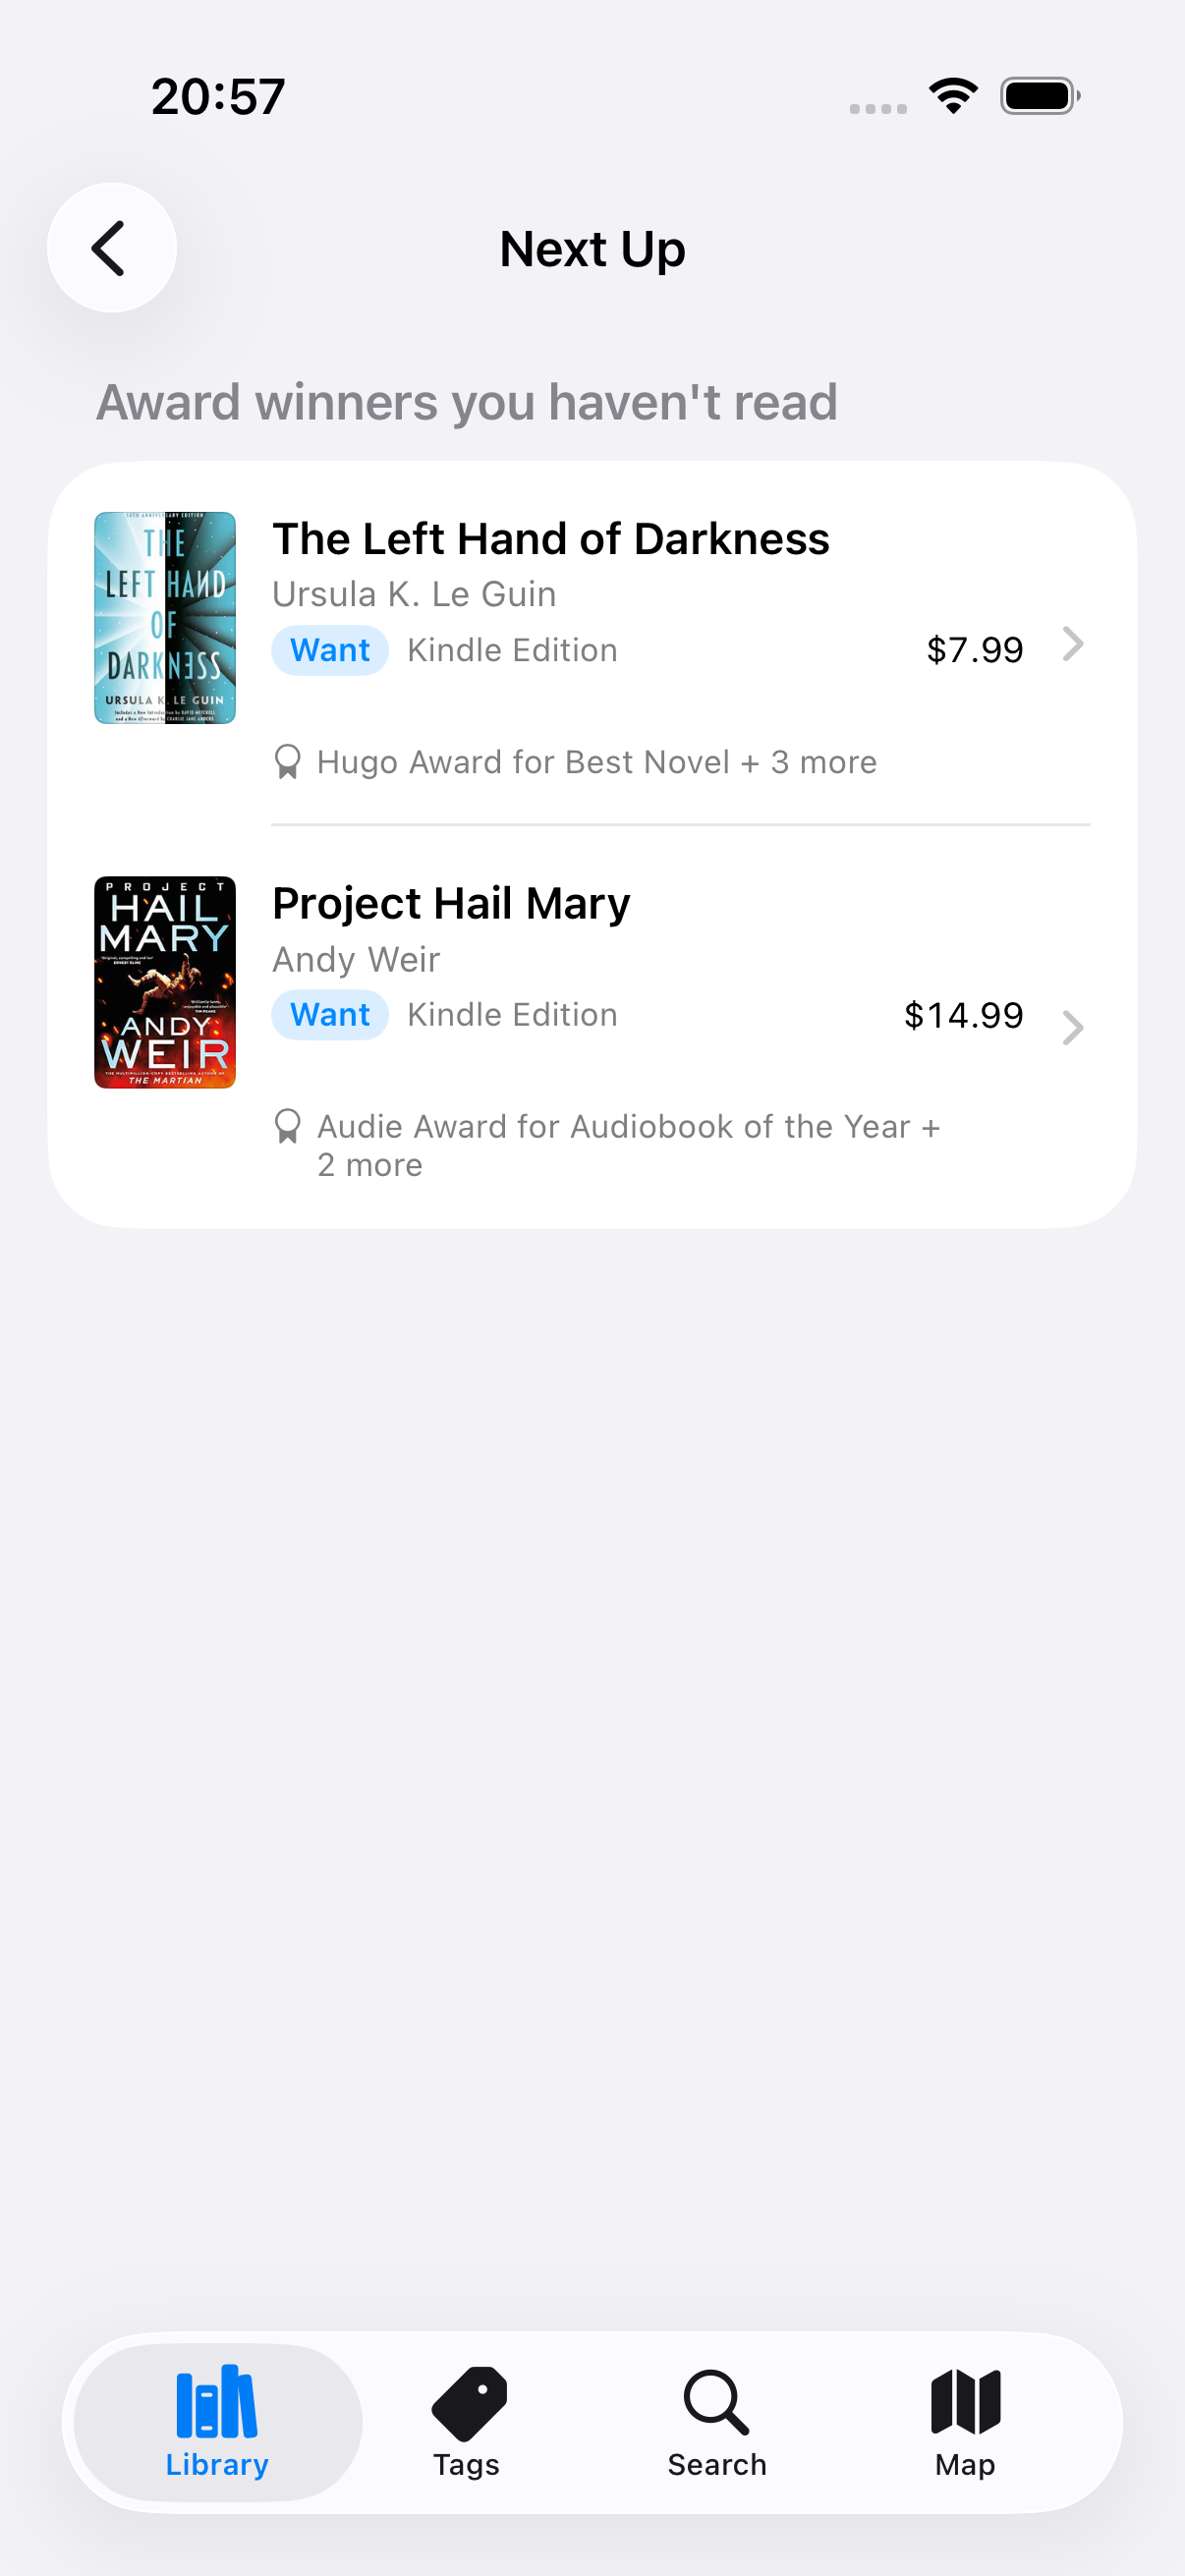 20:57
Next Up
Award winners you haven't read
THE
LEFT HAND
OF
DARKNESS
URSULA K. LE GUIN
The Left Hand of Darkness
Ursula K. Le Guin
Want Kindle Edition $7.99
Hugo Award for Best Novel + 3 more
PROJECT
HAIL
MARY
ANDY
WEIR
THE MARTIAN
Project Hail Mary
Andy Weir
Want Kindle Edition $14.99
Audie Award for Audiobook of the Year +
2 more
Library Tags Search Map